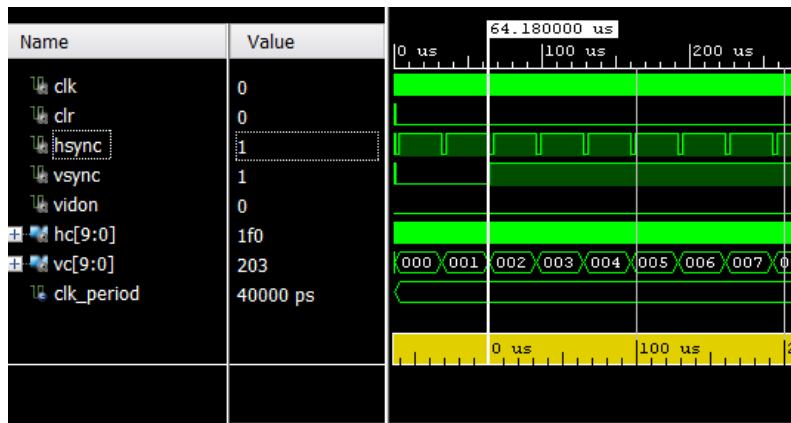 Name Value
64.180000 us
0 us 100 us 200 us
clk 0
clr 0
hsync 1
vsync 1
vidon 0
hc[9:0] 1f0
vc[9:0] 203 000 001 002 003 004 005 006 007 0
clk_period 40000 ps
0 us 100 us 2